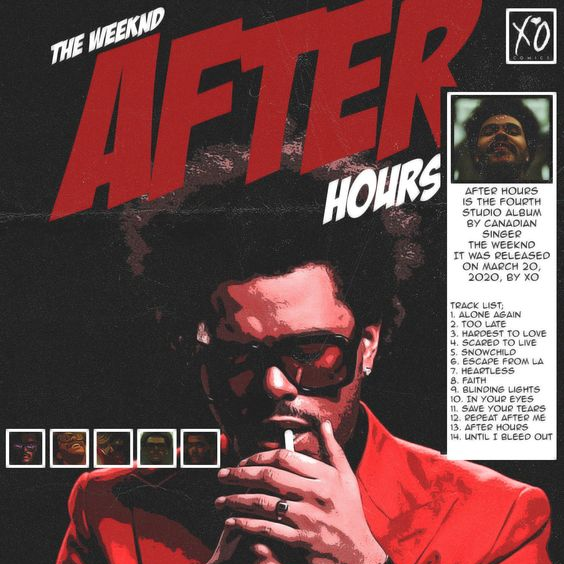 THE WEEKND
AFTER
HOURS
XO
COMICS
AFTER HOURS
IS THE FOURTH
STUDIO ALBUM
BY CANADIAN
SINGER
THE WEEKND
IT WAS RELEASED
ON MARCH 20,
2020, BY XO
TRACK LIST;
1. ALONE AGAIN
2. TOO LATE
3. HARDEST TO LOVE
4. SCARED TO LIVE
5. SNOWCHILD
6. ESCAPE FROM LA
7. HEARTLESS
8. FAITH
9. BLINDING LIGHTS
10. IN YOUR EYES
11. SAVE YOUR TEARS
12. REPEAT AFTER ME
13. AFTER HOURS
14. UNTIL I BLEED OUT